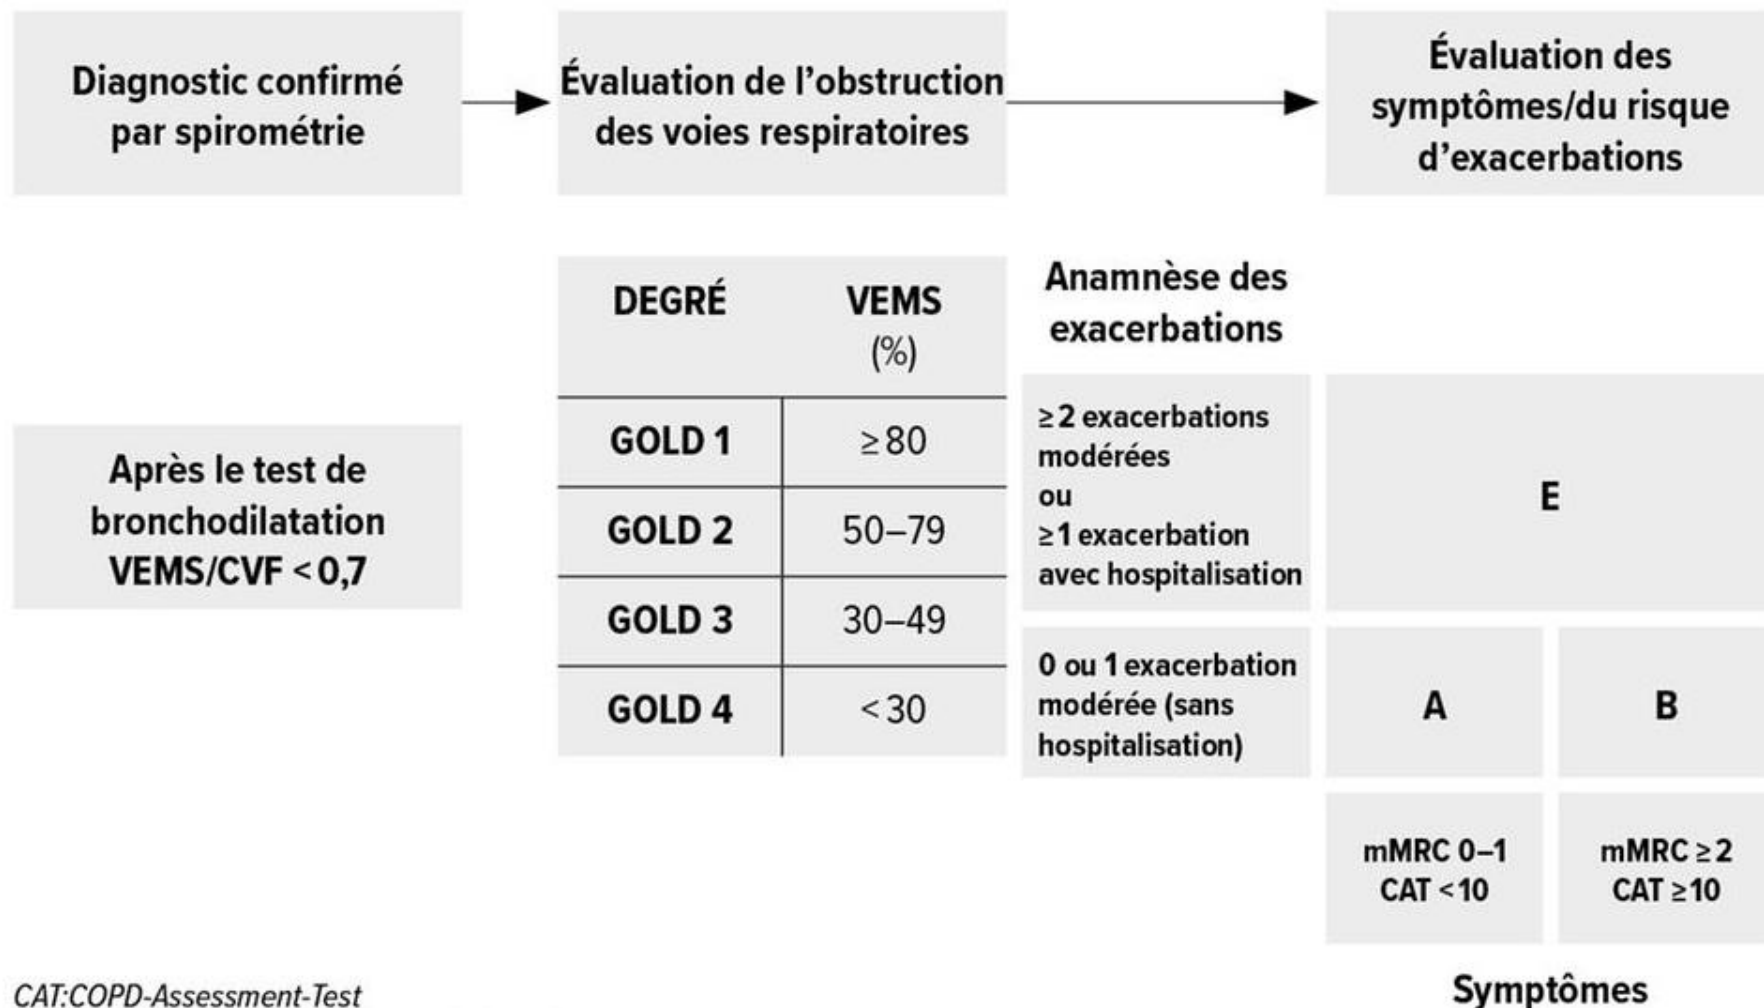 Diagnostic confirmé
par spirométrie
Évaluation de l’obstruction
des voies respiratoires
Évaluation des
symptômes/du risque
d’exacerbations
Après le test de
bronchodilatation
VEMS/CVF < 0,7
DEGRÉ VEMS
(%)
GOLD 1 ≥ 80
GOLD 2 50–79
GOLD 3 30–49
GOLD 4 < 30
Anamnèse des
exacerbations
≥ 2 exacerbations
modérées
ou
≥ 1 exacerbation
avec hospitalisation
E
0 ou 1 exacerbation
modérée (sans
hospitalisation)
A
B
mMRC 0–1
CAT < 10
mMRC ≥ 2
CAT ≥ 10
Symptômes
CAT:COPD-Assessment-Test